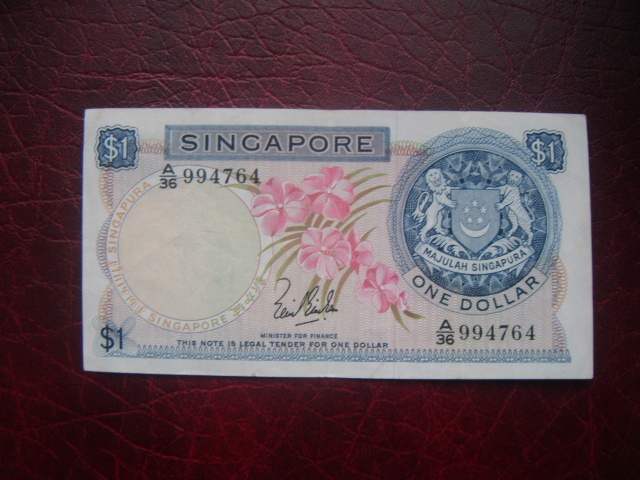 SINGAPORE
$1
$1
A/36 994764
SINGAPURA
SINGAPORE
MAJULAH SINGAPURA
ONE DOLLAR
A/36 994764
MINISTER FOR FINANCE
THIS NOTE IS LEGAL TENDER FOR ONE DOLLAR
$1